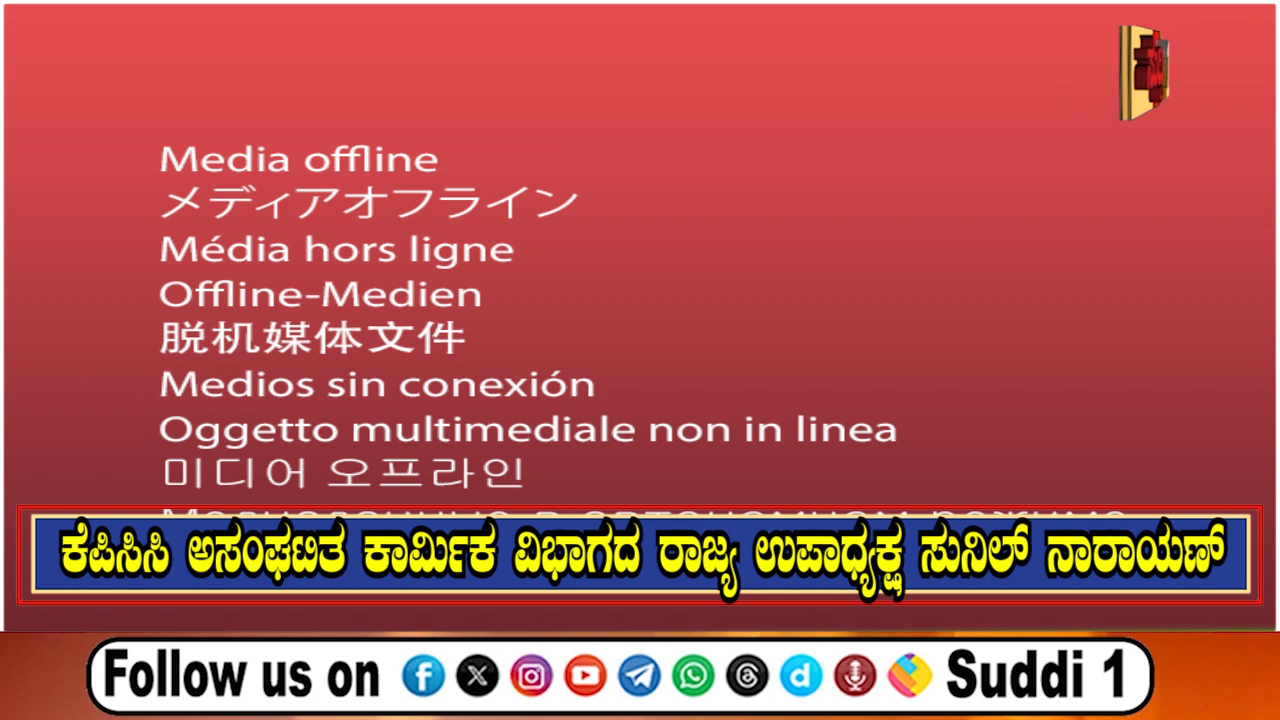 Media offline
メディアオフライン
Média hors ligne
Offline-Medien
脱机媒体文件
Medios sin conexión
Oggetto multimediale non in linea
미디어 오프라인
ಕೆಪಿಸಿಸಿ ಅಸಂಘಟಿತ ಕಾರ್ಮಿಕ ವಿಭಾಗದ ರಾಜ್ಯ ಉಪಾಧ್ಯಕ್ಷ ಸುನಿಲ್ ನಾರಾಯಣ್
Follow us on Suddi 1